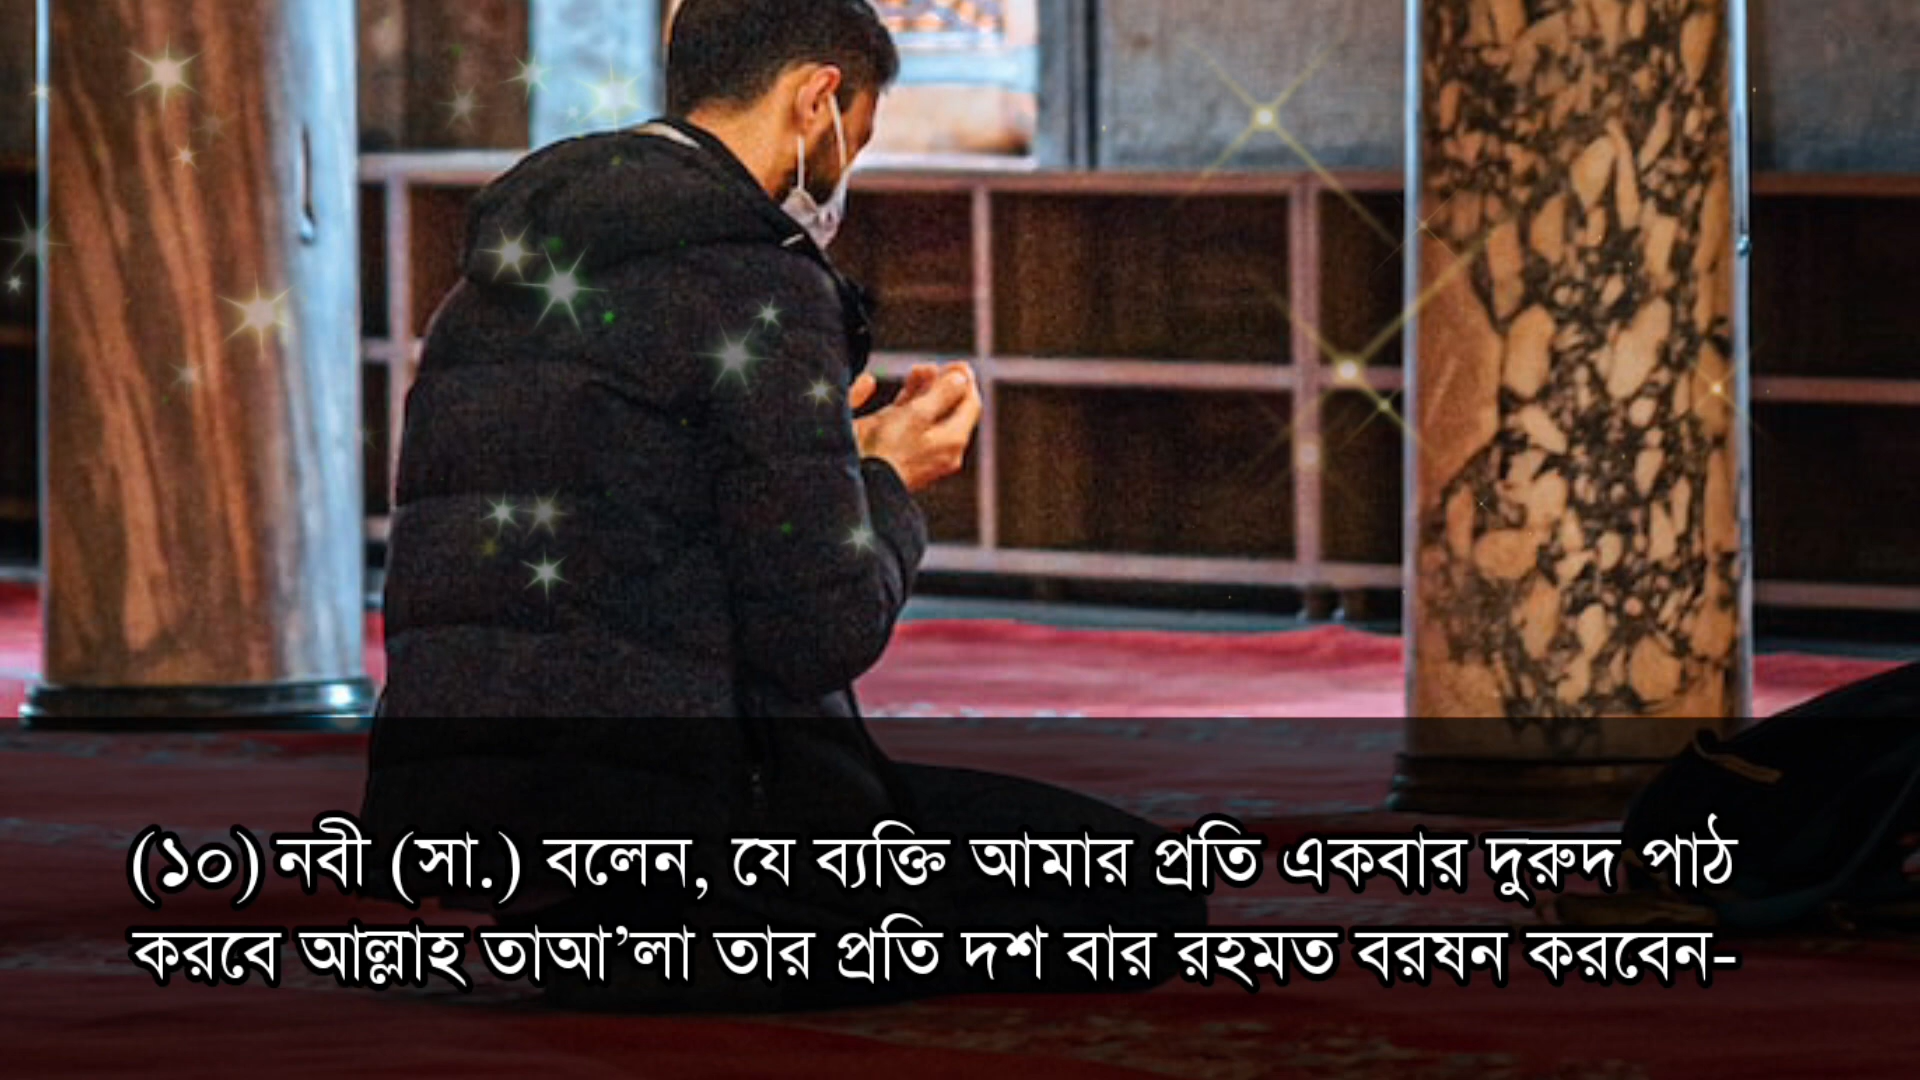 (১০) নবী (সা.) বলেন, যে ব্যক্তি আমার প্রতি একবার দুরুদ পাঠ
করবে আল্লাহ তাআ’লা তার প্রতি দশ বার রহমত বরষন করবেন-